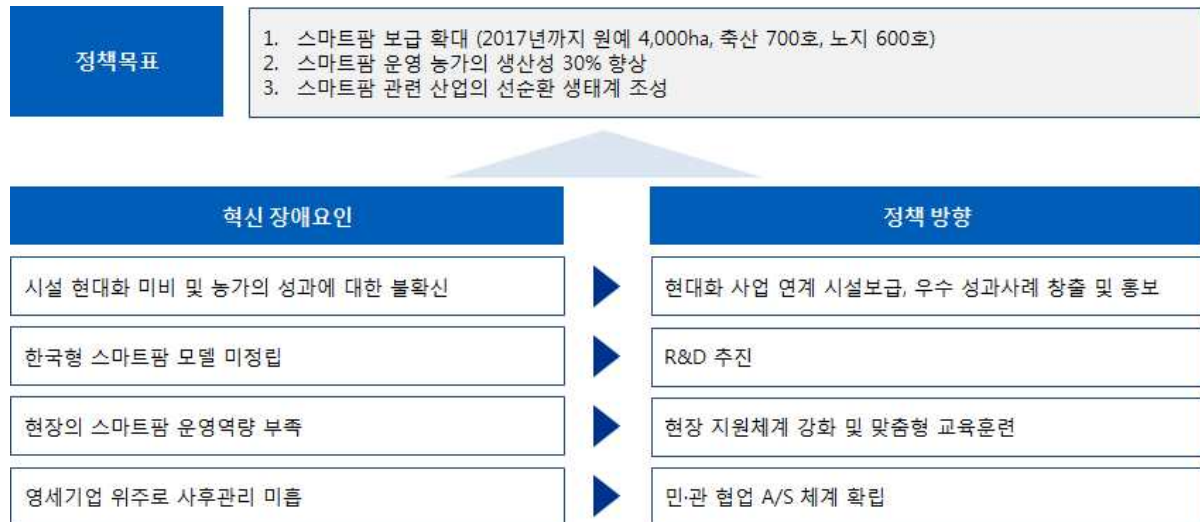 정책목표
1. 스마트팜 보급 확대 (2017년까지 원예 4,000ha, 축산 700호, 노지 600호)
2. 스마트팜 운영 농가의 생산성 30% 향상
3. 스마트팜 관련 산업의 선순환 생태계 조성
혁신 장애요인
정책 방향
시설 현대화 미비 및 농가의 성과에 대한 불확신
현대화 사업 연계 시설보급, 우수 성과사례 창출 및 홍보
한국형 스마트팜 모델 미정립
R&D 추진
현장의 스마트팜 운영역량 부족
현장 지원체계 강화 및 맞춤형 교육훈련
영세기업 위주로 사후관리 미흡
민·관 협업 A/S 체계 확립